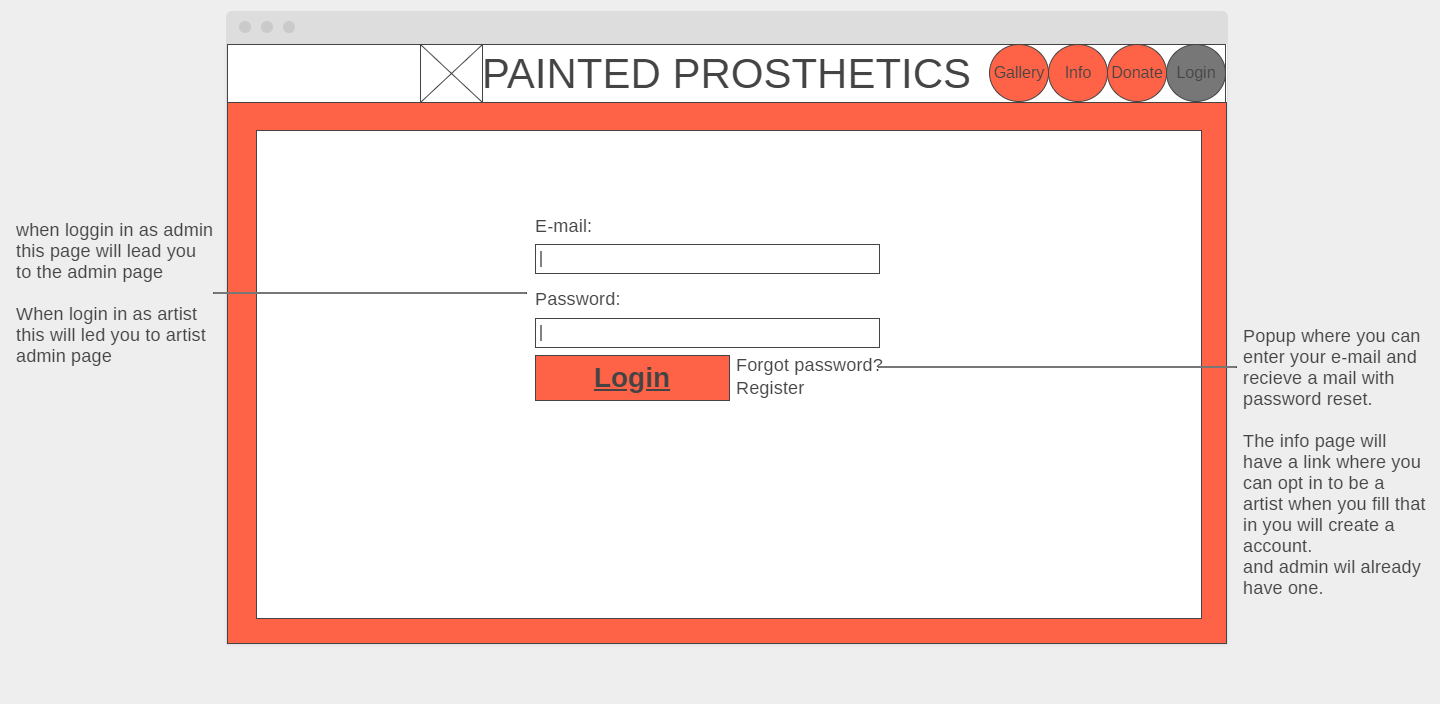 PAINTED PROSTHETICS
Gallery Info Donate Login
when loggin in as admin
this page will lead you
to the admin page
When login in as artist
this will led you to artist
admin page
E-mail:
Password:
Login
Forgot password?
Register
Popup where you can
enter your e-mail and
recieve a mail with
password reset.
The info page will
have a link where you
can opt in to be a
artist when you fill that
in you will create a
account.
and admin wil already
have one.